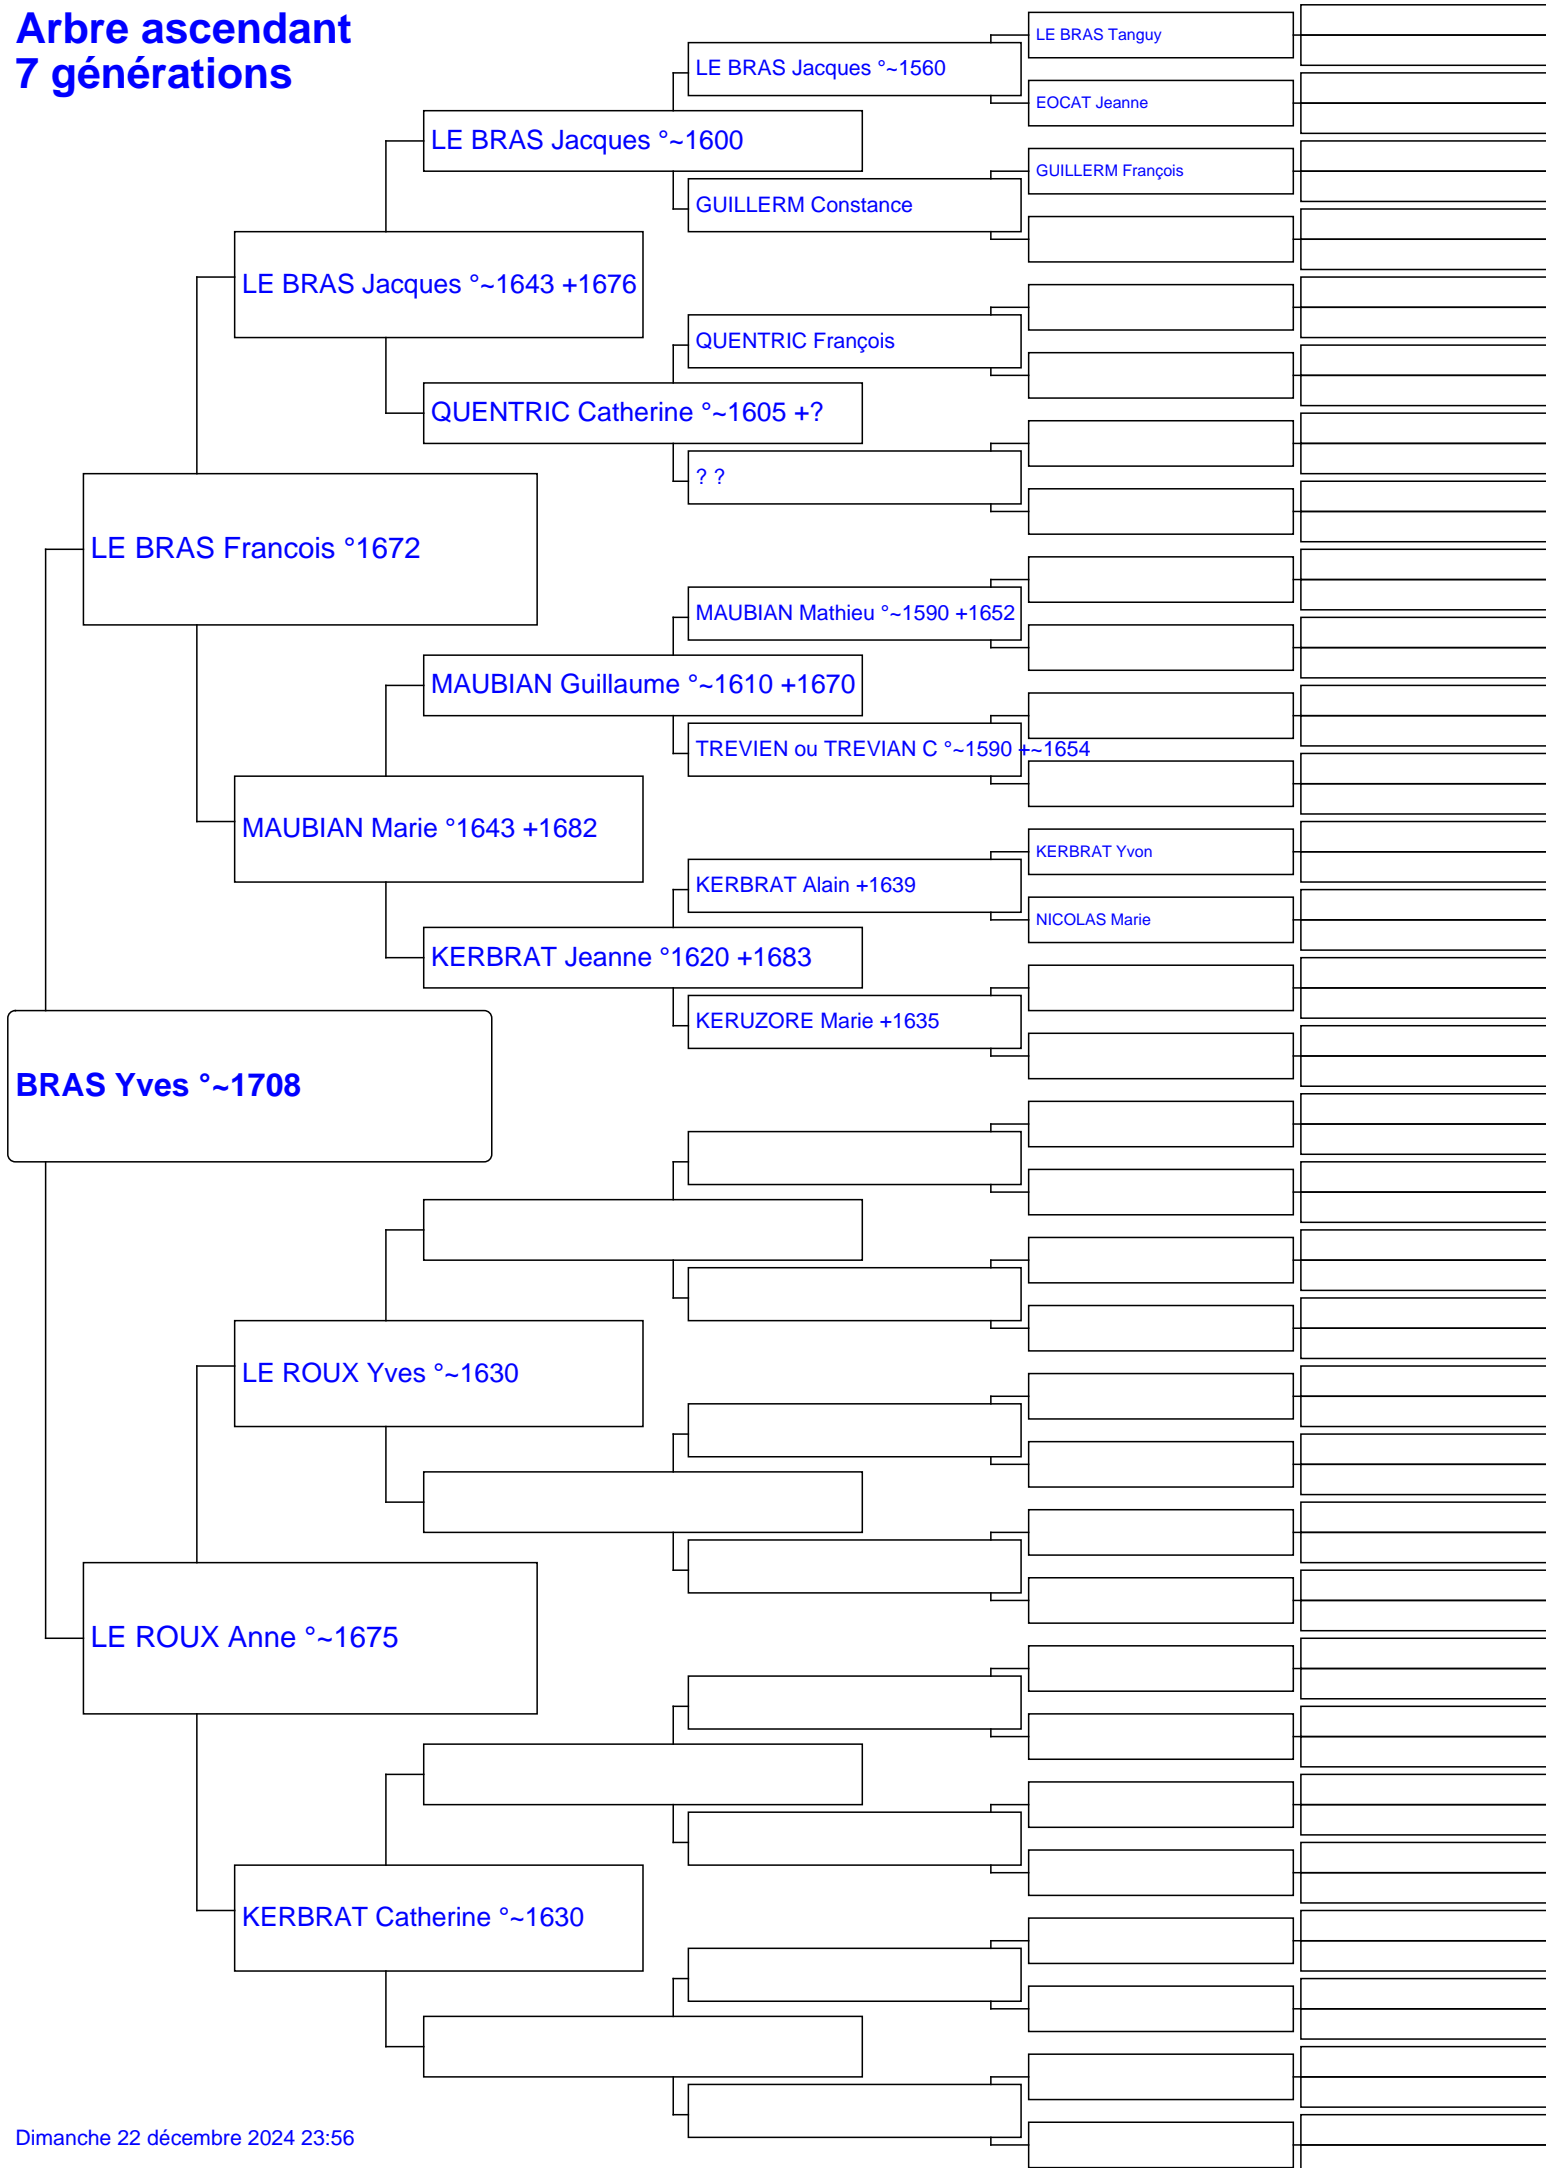 Arbre ascendant
7 générations
LE BRAS Tanguy
LE BRAS Jacques °~1560
EOCAT Jeanne
LE BRAS Jacques °~1600
GUILLERM François
GUILLERM Constance
LE BRAS Jacques °~1643 +1676
QUENTRIC François
QUENTRIC Catherine °~1605 +?
? ?
LE BRAS Francois °1672
MAUBIAN Mathieu °~1590 +1652
MAUBIAN Guillaume °~1610 +1670
TREVIEN ou TREVIAN C °~1590 +~1654
MAUBIAN Marie °1643 +1682
KERBRAT Yvon
KERBRAT Alain +1639
NICOLAS Marie
KERBRAT Jeanne °1620 +1683
KERUZORE Marie +1635
BRAS Yves °~1708
LE ROUX Yves °~1630
LE ROUX Anne °~1675
KERBRAT Catherine °~1630
Dimanche 22 décembre 2024 23:56